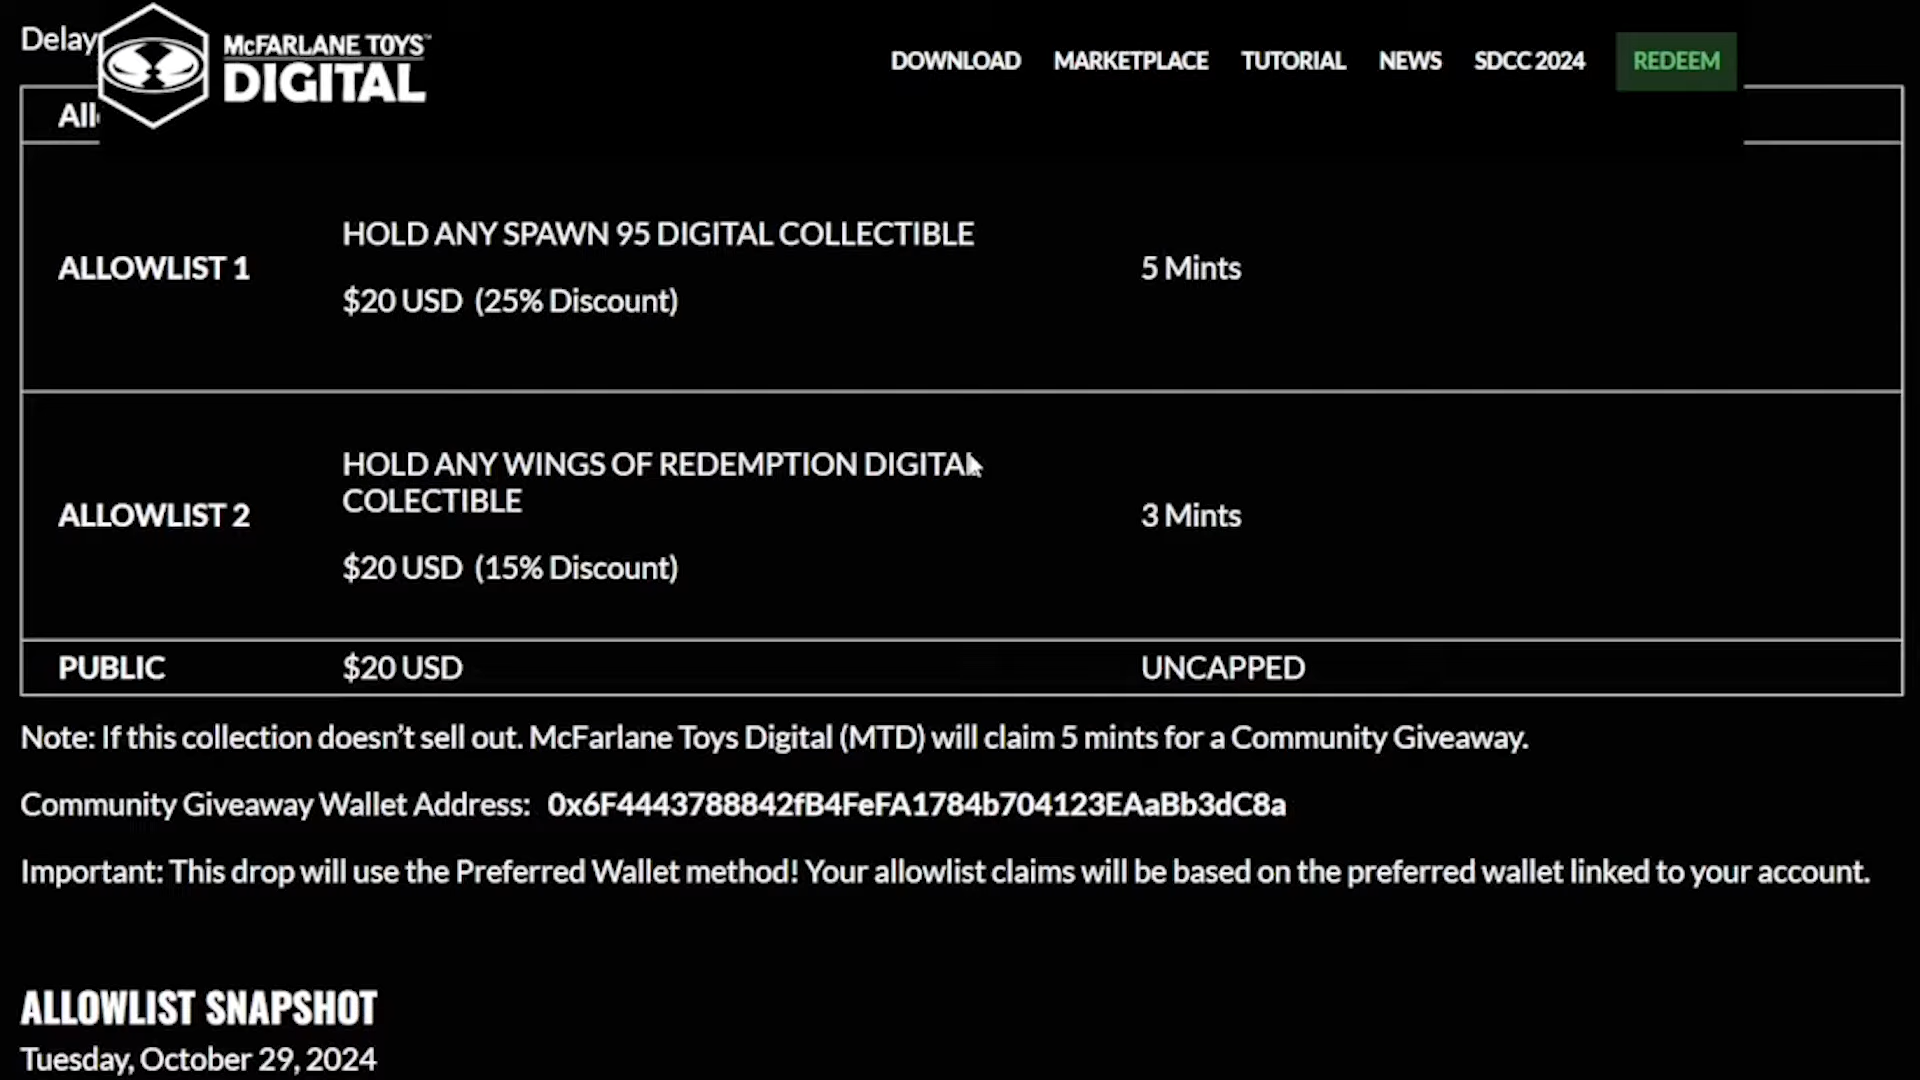 Delay
McFARLANE TOYS™
DIGITAL
DOWNLOAD MARKETPLACE TUTORIAL NEWS SDCC 2024 REDEEM
ALLOWLIST 1
HOLD ANY SPAWN 95 DIGITAL COLLECTIBLE
$20 USD (25% Discount)
5 Mints
ALLOWLIST 2
HOLD ANY WINGS OF REDEMPTION DIGITAL
COLECTIBLE
$20 USD (15% Discount)
3 Mints
PUBLIC $20 USD UNCAPPED
Note: If this collection doesn't sell out. McFarlane Toys Digital (MTD) will claim 5 mints for a Community Giveaway.
Community Giveaway Wallet Address: 0x6F4443788842fB4FeFA1784b704123EAaBb3dC8a
Important: This drop will use the Preferred Wallet method! Your allowlist claims will be based on the preferred wallet linked to your account.
ALLOWLIST SNAPSHOT
Tuesday, October 29, 2024